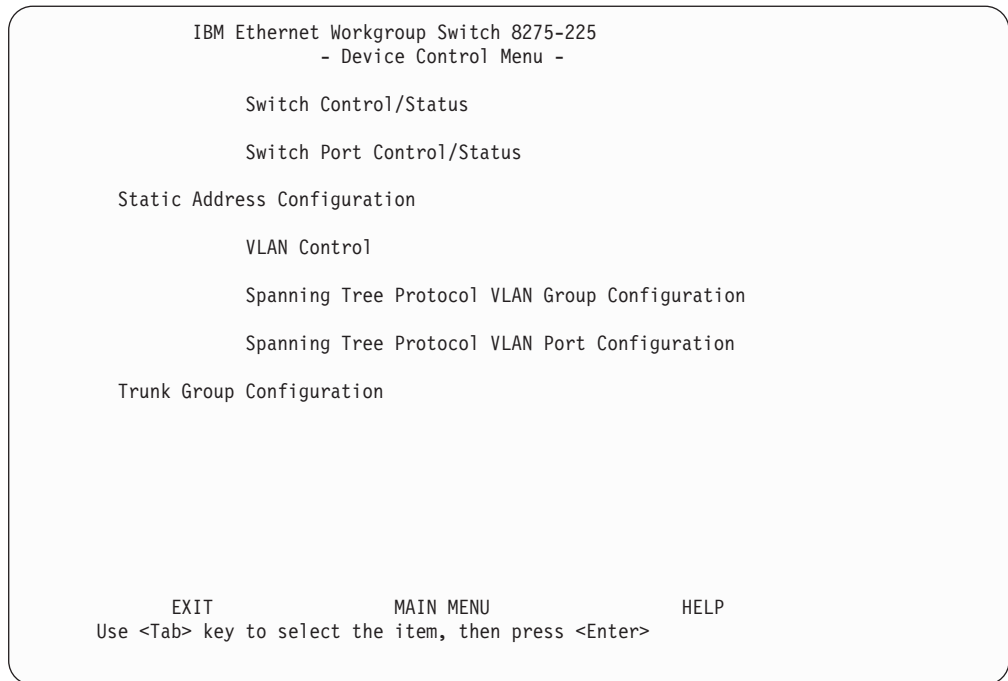 IBM Ethernet Workgroup Switch 8275-225
- Device Control Menu -
Switch Control/Status
Switch Port Control/Status
Static Address Configuration
VLAN Control
Spanning Tree Protocol VLAN Group Configuration
Spanning Tree Protocol VLAN Port Configuration
Trunk Group Configuration
EXIT MAIN MENU HELP
Use <Tab> key to select the item, then press <Enter>